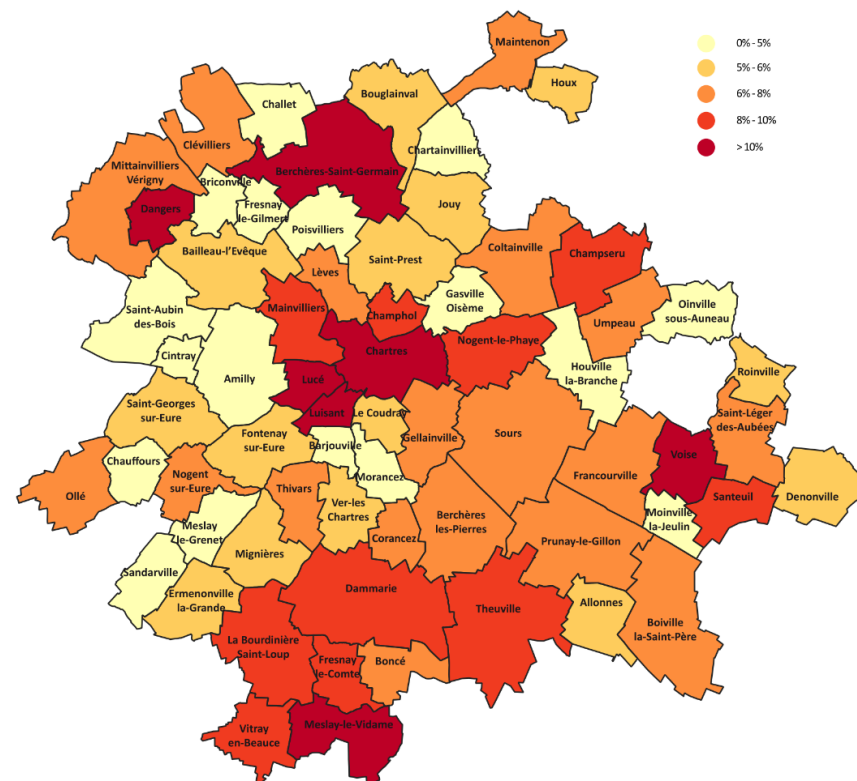 Maintenon
0% - 5%
5% - 6%
6% - 8%
8% - 10%
> 10%
Houx
Bouglainval
Challet
Clévilliers
Chartainvilliers
Mittainvilliers
Vérigny
Berchères-Saint-Germain
Briconville
Dangers
Fresnay
le-Gilmert
Jouy
Poisvilliers
Bailleau-l'Evêque
Coltainville
Champseru
Saint-Prest
Lèves
Gasville
Oisème
Oinville
sous-Auneau
Saint-Aubin
des-Bois
Mainvilliers
Champhol
Umpeau
Nogent-le-Phaye
Cintray
Chartres
Houville
la-Branche
Roinville
Amilly
Lucé
Saint-Georges
sur-Eure
Luisant
Le Coudray
Saint-Léger
des-Aubées
Fontenay
sur-Eure
Barjouville
Gellainville
Sours
Voise
Chauffours
Nogent
sur-Eure
Morancez
Francourville
Ollé
Thivars
Ver-les
Chartres
Santeuil
Denonville
Meslay
le-Grenet
Berchères
les-Pierres
Moinville
la-Jeulin
Corancez
Prunay-le-Gillon
Mignières
Sandarville
Ermenonville
la-Grande
Dammarie
Theuville
Allonnes
Boiville
la-Saint-Père
La Bourdinière
Saint-Loup
Fresnay
le-Comte
Boncé
Vitray
en-Beauce
Meslay-le-Vidame